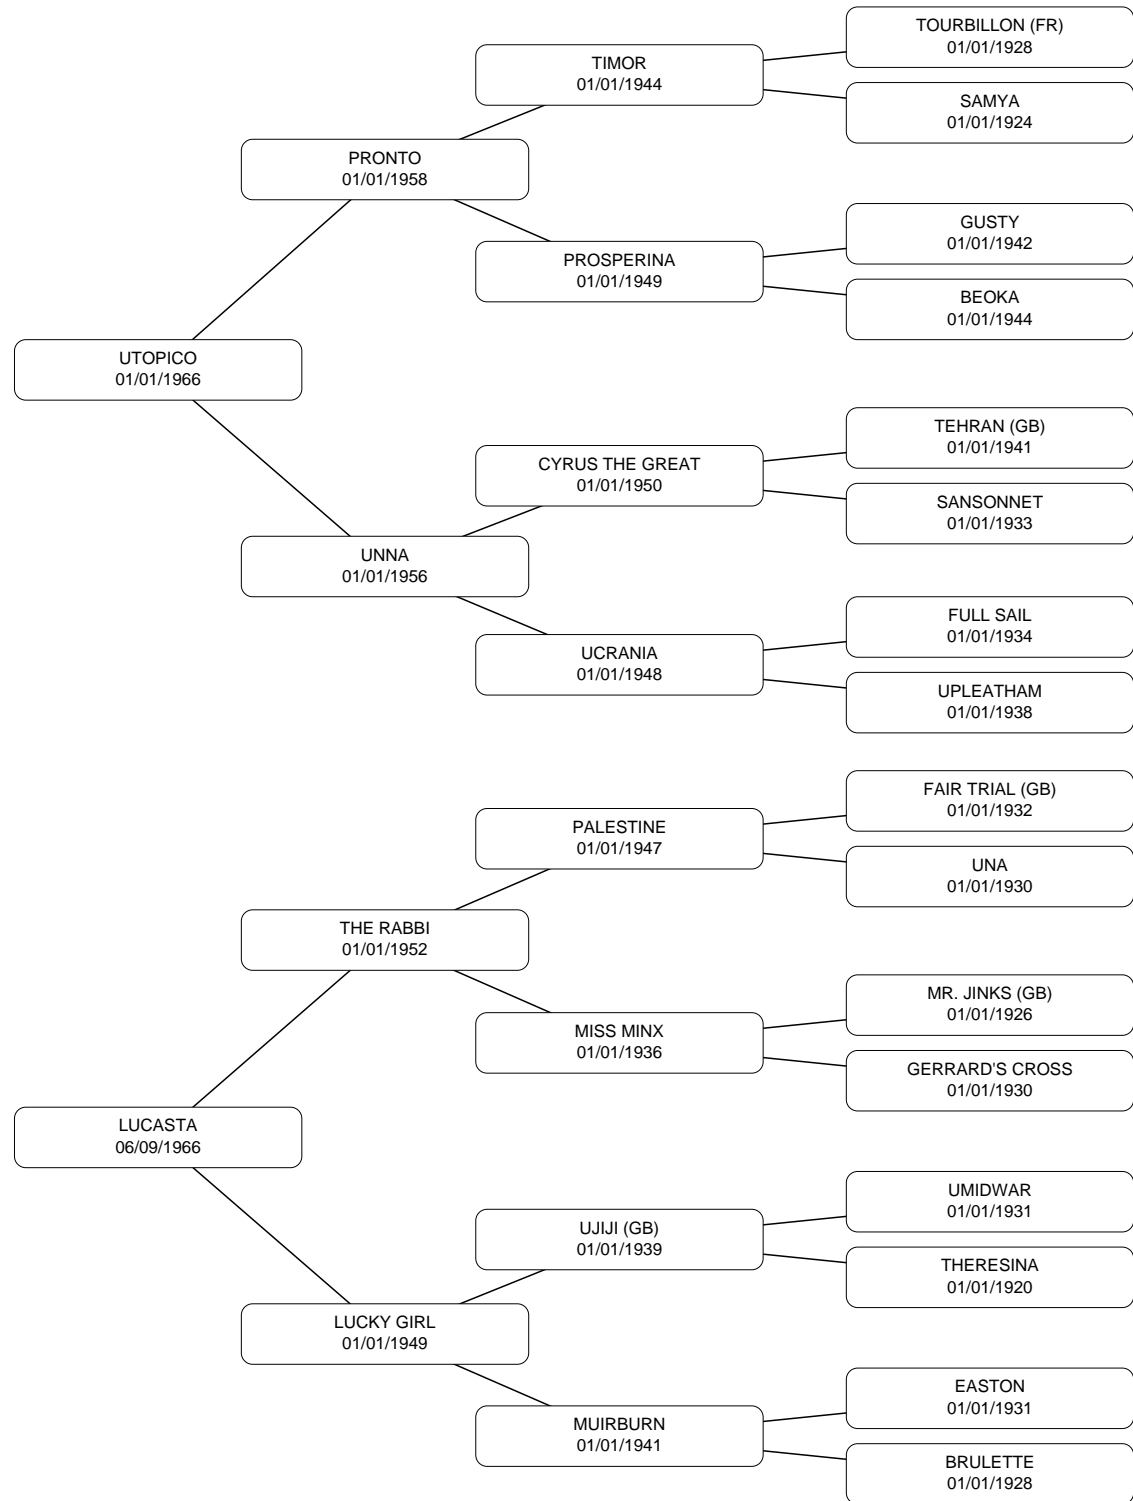 TOURBILLON (FR)
01/01/1928
TIMOR
01/01/1944
SAMYA
01/01/1924
PRONTO
01/01/1958
GUSTY
01/01/1942
PROSPERINA
01/01/1949
BEOKA
01/01/1944
UTOPICO
01/01/1966
TEHRAN (GB)
01/01/1941
CYRUS THE GREAT
01/01/1950
SANSONNET
01/01/1933
UNNA
01/01/1956
FULL SAIL
01/01/1934
UCRANIA
01/01/1948
UPLEATHAM
01/01/1938
FAIR TRIAL (GB)
01/01/1932
PALESTINE
01/01/1947
UNA
01/01/1930
THE RABBI
01/01/1952
MR. JINKS (GB)
01/01/1926
MISS MINX
01/01/1936
GERRARD'S CROSS
01/01/1930
LUCASTA
06/09/1966
UMIDWAR
01/01/1931
UJIJI (GB)
01/01/1939
THERESINA
01/01/1920
LUCKY GIRL
01/01/1949
EASTON
01/01/1931
MUIRBURN
01/01/1941
BRULETTE
01/01/1928